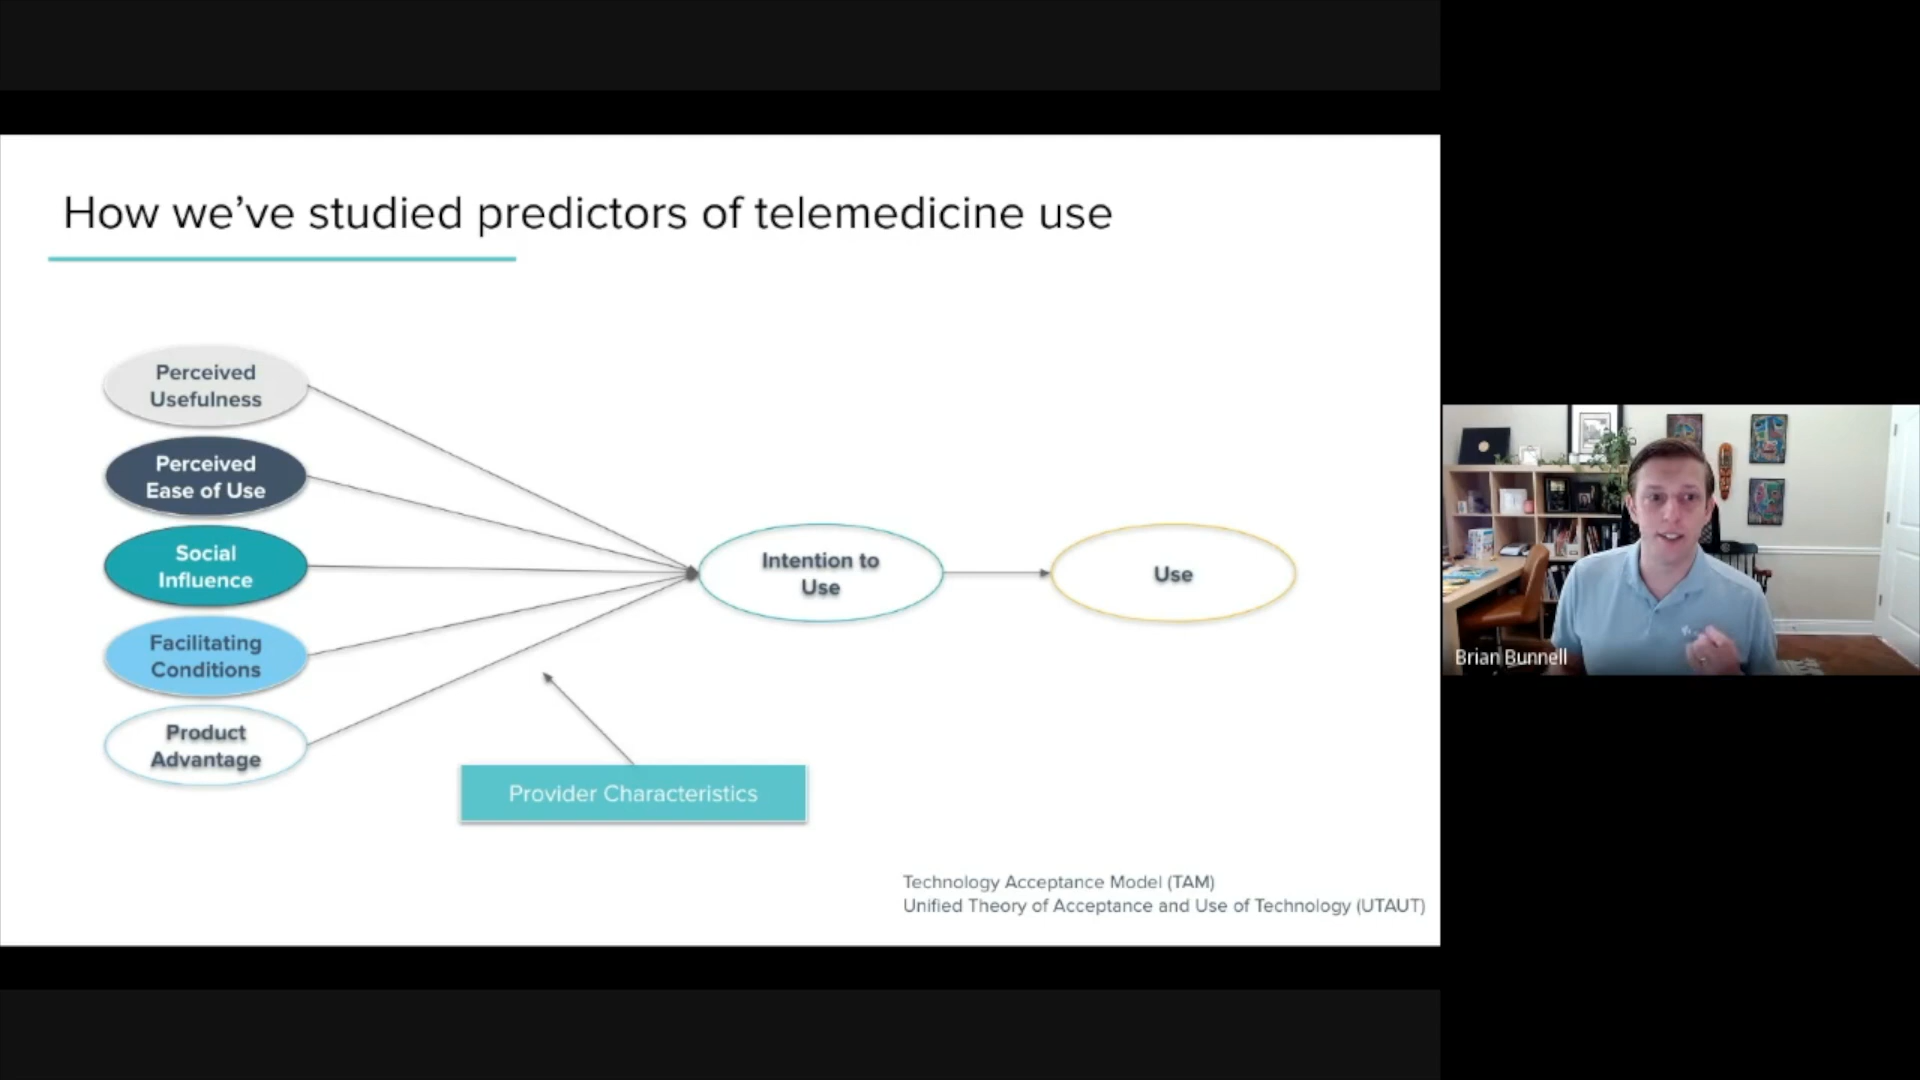 How we've studied predictors of telemedicine use
Perceived
Usefulness
Perceived
Ease of Use
Social
Influence
Facilitating
Conditions
Product
Advantage
Intention to
Use
Use
Provider Characteristics
Technology Acceptance Model (TAM)
Unified Theory of Acceptance and Use of Technology (UTAUT)
Brian Bunnell